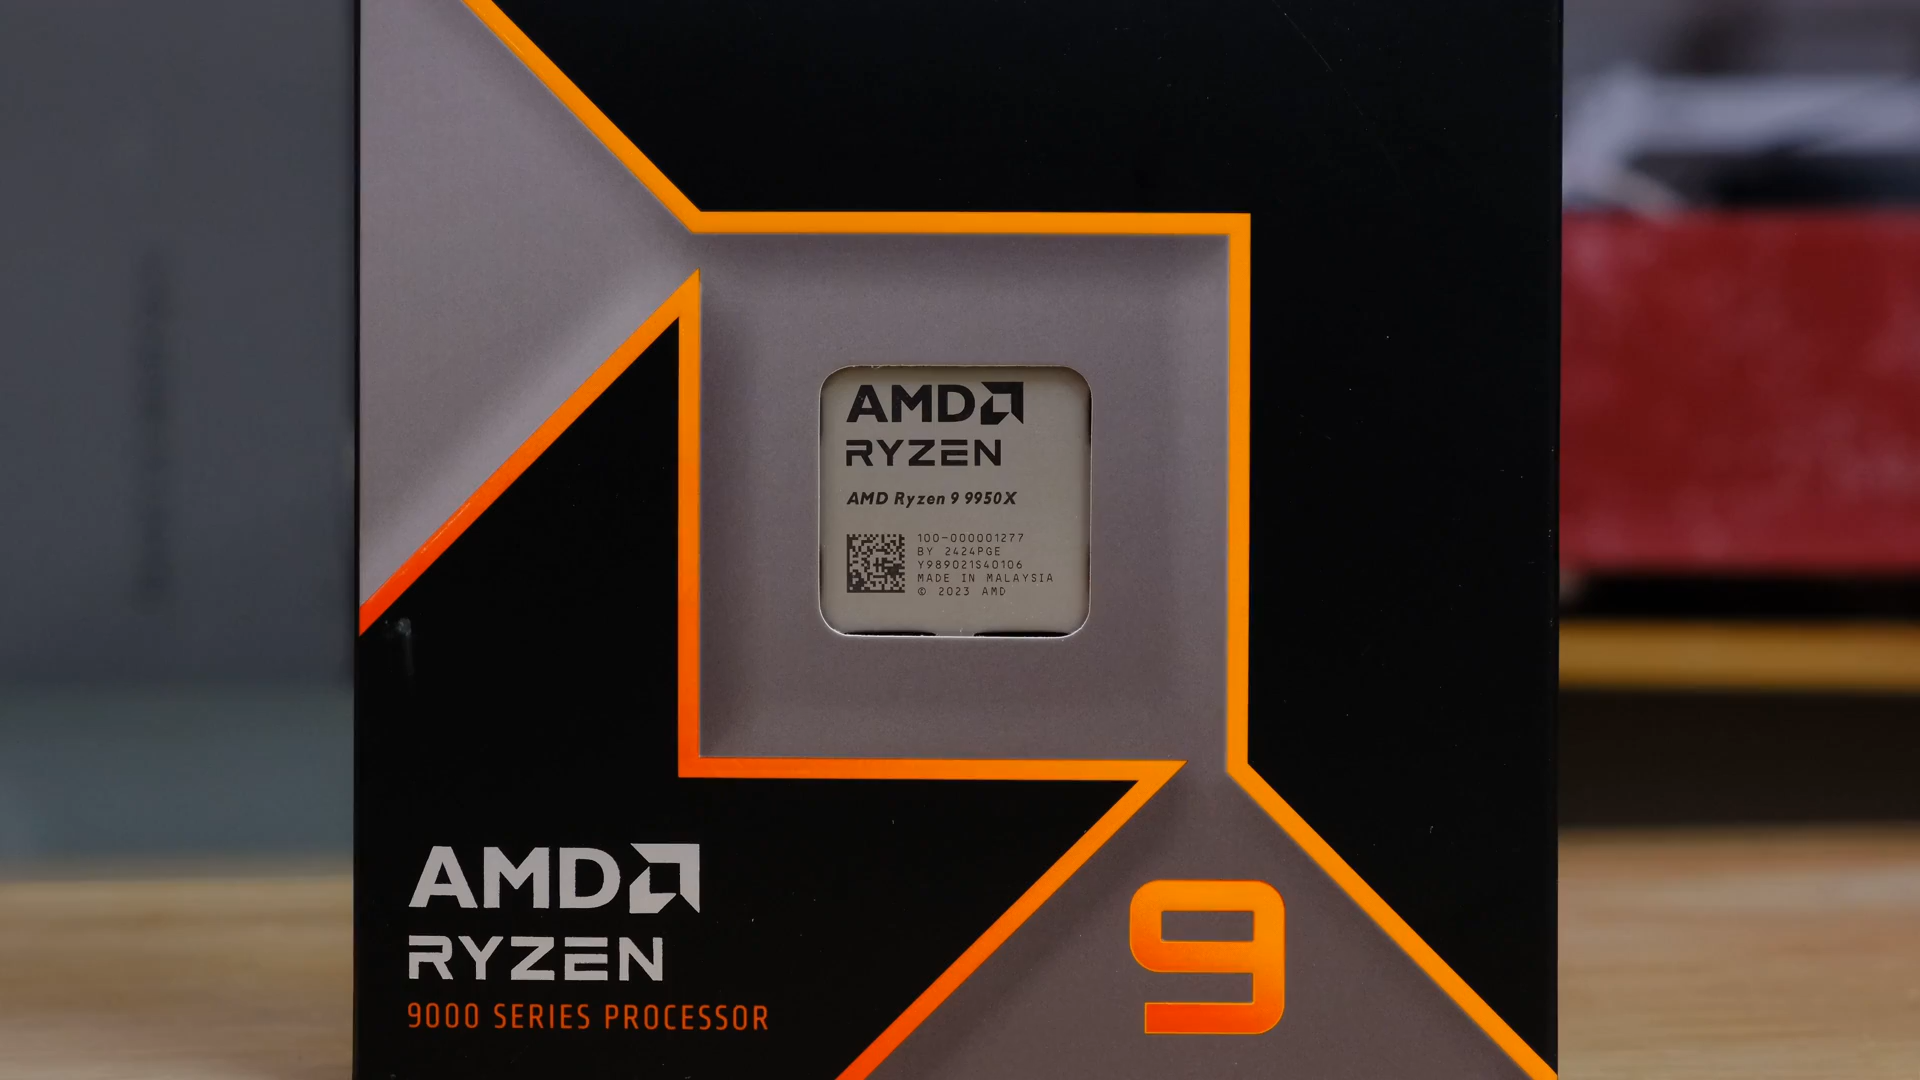 AMD
RYZEN
AMD Ryzen 9 9950X
100-000001277
BY 2424PGE
Y989021S40106
MADE IN MALAYSIA
© 2023 AMD
AMD
RYZEN
9000 SERIES PROCESSOR
9